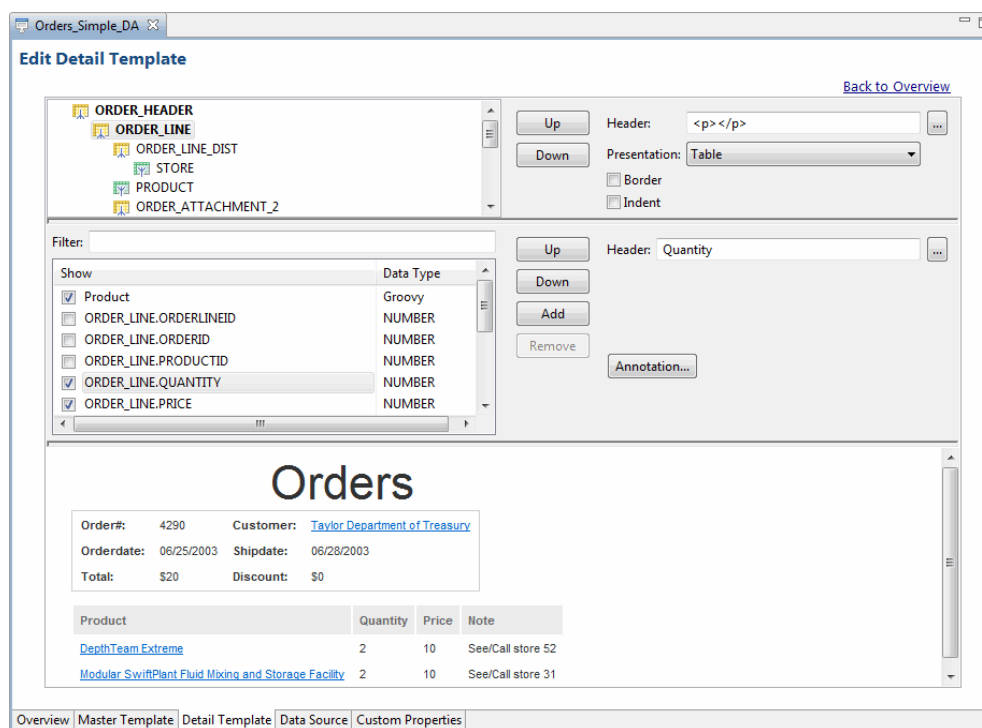 Orders_Simple_DA
Edit Detail Template
Back to Overview
ORDER_HEADER
ORDER_LINE
ORDER_LINE_DIST
STORE
PRODUCT
ORDER_ATTACHMENT_2
Up
Down
Header: <p></p> ...
Presentation: Table
Border
Indent
Filter:
Show Data Type
Product Groovy
ORDER_LINE.ORDERLINEID NUMBER
ORDER_LINE.ORDERID NUMBER
ORDER_LINE.PRODUCTID NUMBER
ORDER_LINE.QUANTITY NUMBER
ORDER_LINE.PRICE NUMBER
Up
Down
Add
Remove
Header: Quantity ...
Annotation...
Orders
Order#: 4290 Customer: Taylor Department of Treasury
Orderdate: 06/25/2003 Shipdate: 06/28/2003
Total: $20 Discount: $0
Product Quantity Price Note
DepthTeam Extreme 2 10 See/Call store 52
Modular SwiftPlant Fluid Mixing and Storage Facility 2 10 See/Call store 31
Overview Master Template Detail Template Data Source Custom Properties